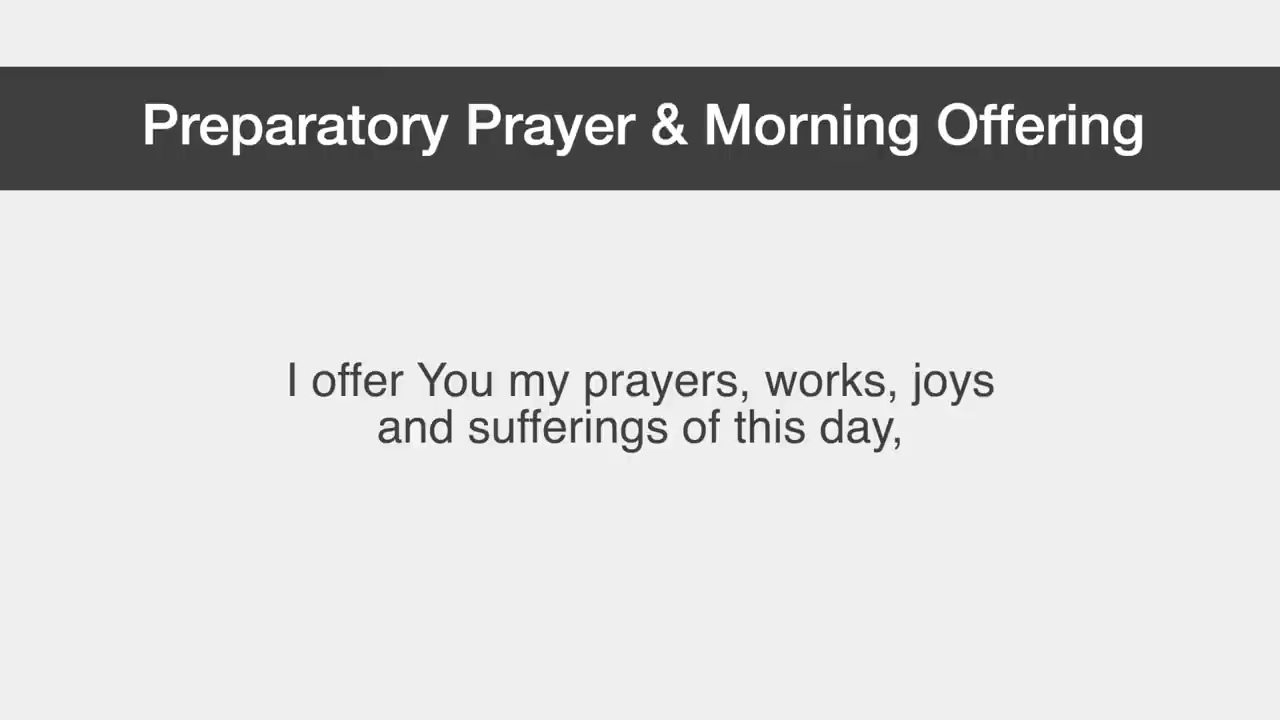 Preparatory Prayer & Morning Offering
I offer You my prayers, works, joys
and sufferings of this day,